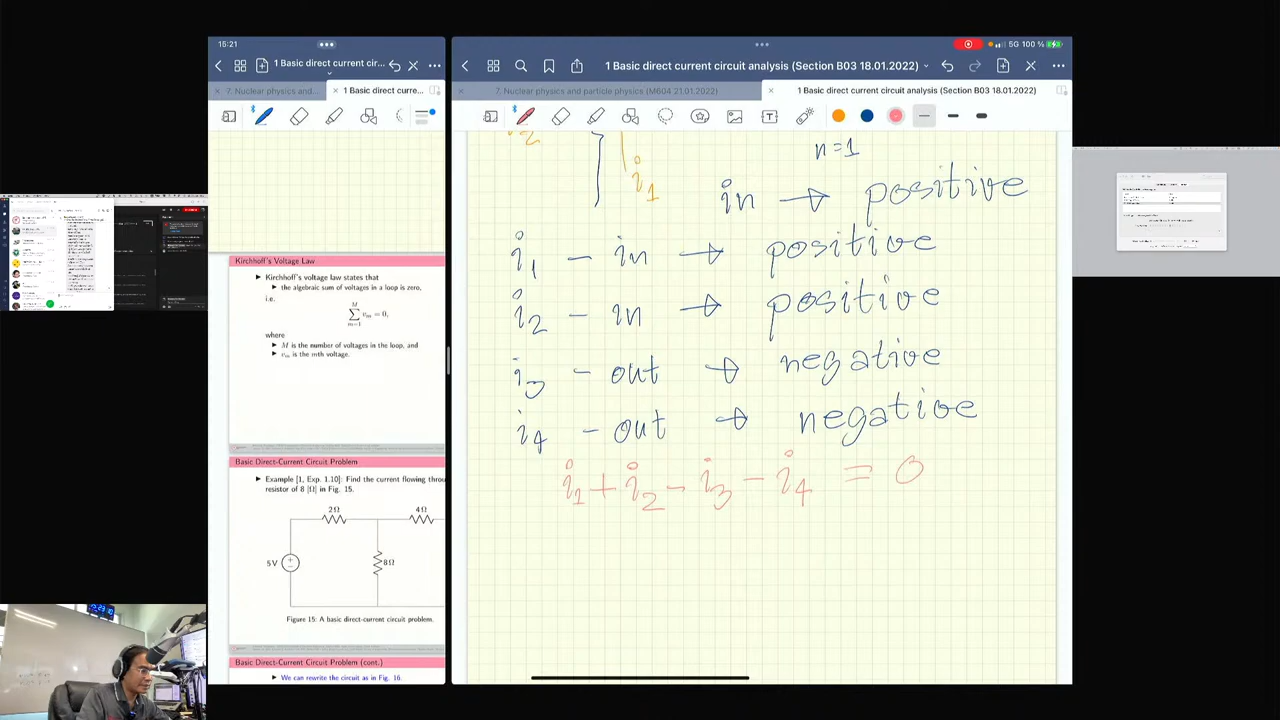 15:21
1 Basic direct current cir...
7. Nuclear physics and...
1 Basic direct curre...
Kirchhoff's Voltage Law
Kirchhoff's voltage law states that
the algebraic sum of voltages in a loop is zero,
i.e.
M
∑ vm = 0,
m=1
where
M is the number of voltages in the loop, and
vm is the mth voltage.
Basic Direct-Current Circuit Problem
Example [1, Exp. 1.10]: Find the current flowing throu
resistor of 8 [Ω] in Fig. 15.
2Ω
4Ω
5V
8Ω
Figure 15: A basic direct-current circuit problem.
Basic Direct-Current Circuit Problem (cont.)
We can rewrite the circuit as in Fig. 16.
5G 100 %
1 Basic direct current circuit analysis (Section B03 18.01.2022)
7. Nuclear physics and particle physics (M604 21.01.2022)
1 Basic direct current circuit analysis (Section B03 18.01.2022)
i1
n=1
in → positive
i1 - in → positive
i2 - in → positive
i3 - out → negative
i4 - out → negative
i1 + i2 - i3 - i4 = 0